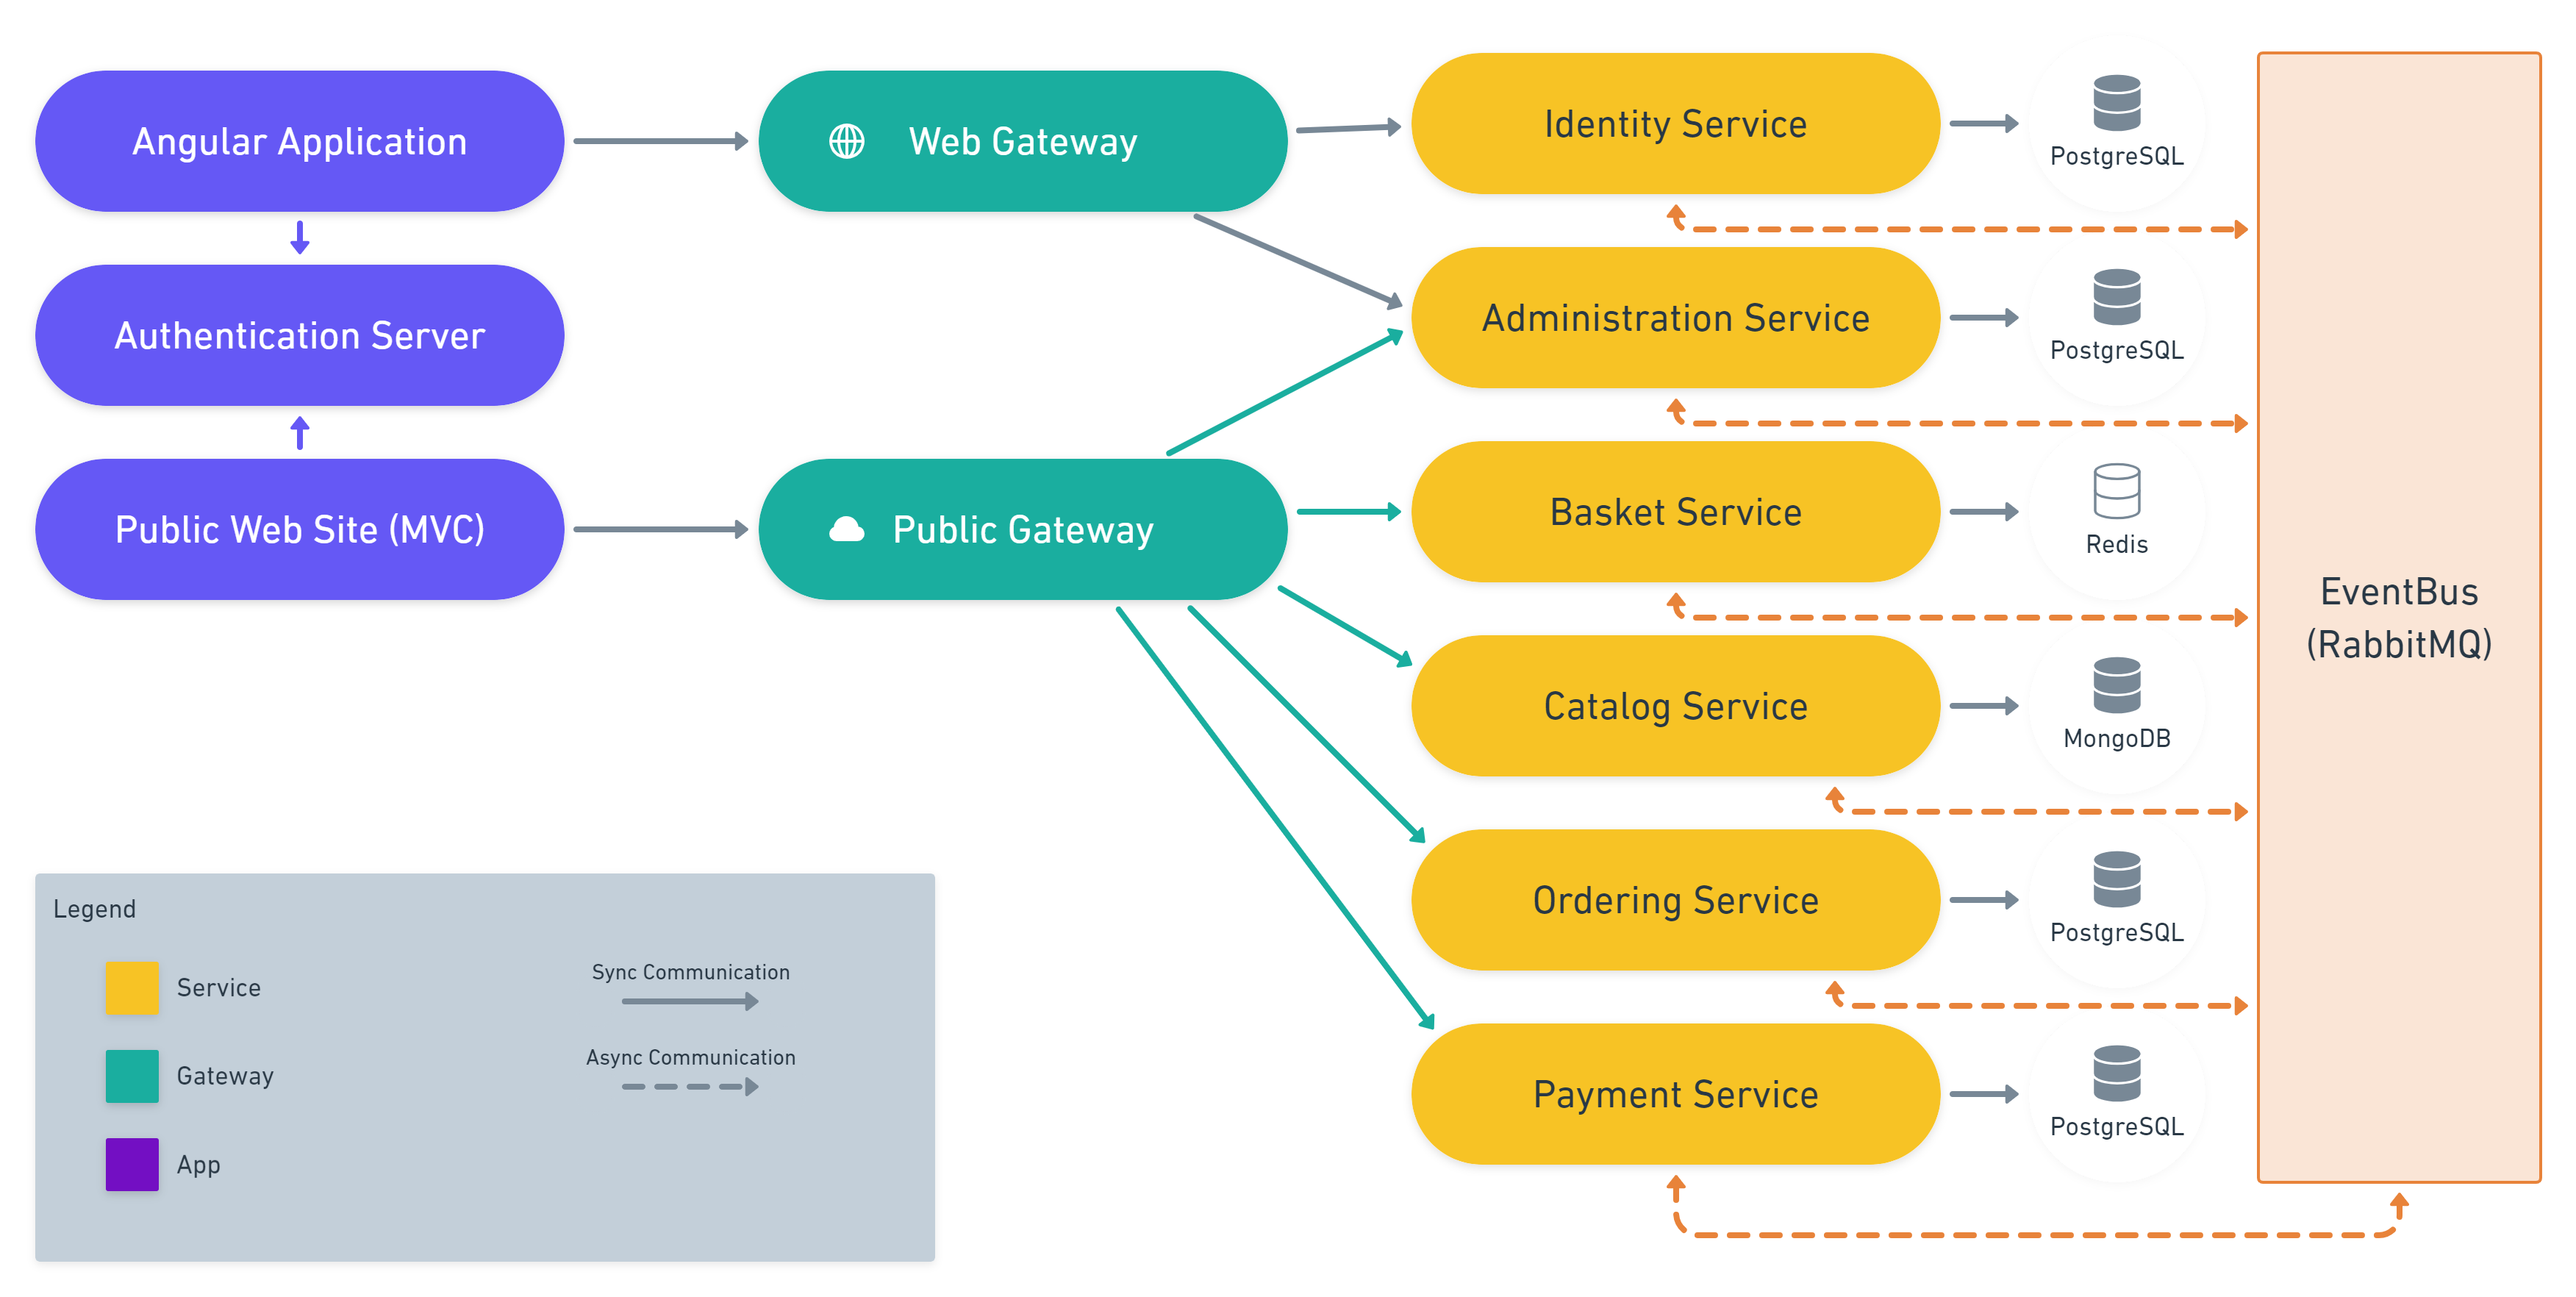 Angular Application
Web Gateway
Identity Service
PostgreSQL
Authentication Server
Administration Service
PostgreSQL
Public Web Site (MVC)
Public Gateway
Basket Service
Redis
EventBus
(RabbitMQ)
Catalog Service
MongoDB
Ordering Service
PostgreSQL
Payment Service
PostgreSQL
Legend
Service
Gateway
App
Sync Communication
Async Communication